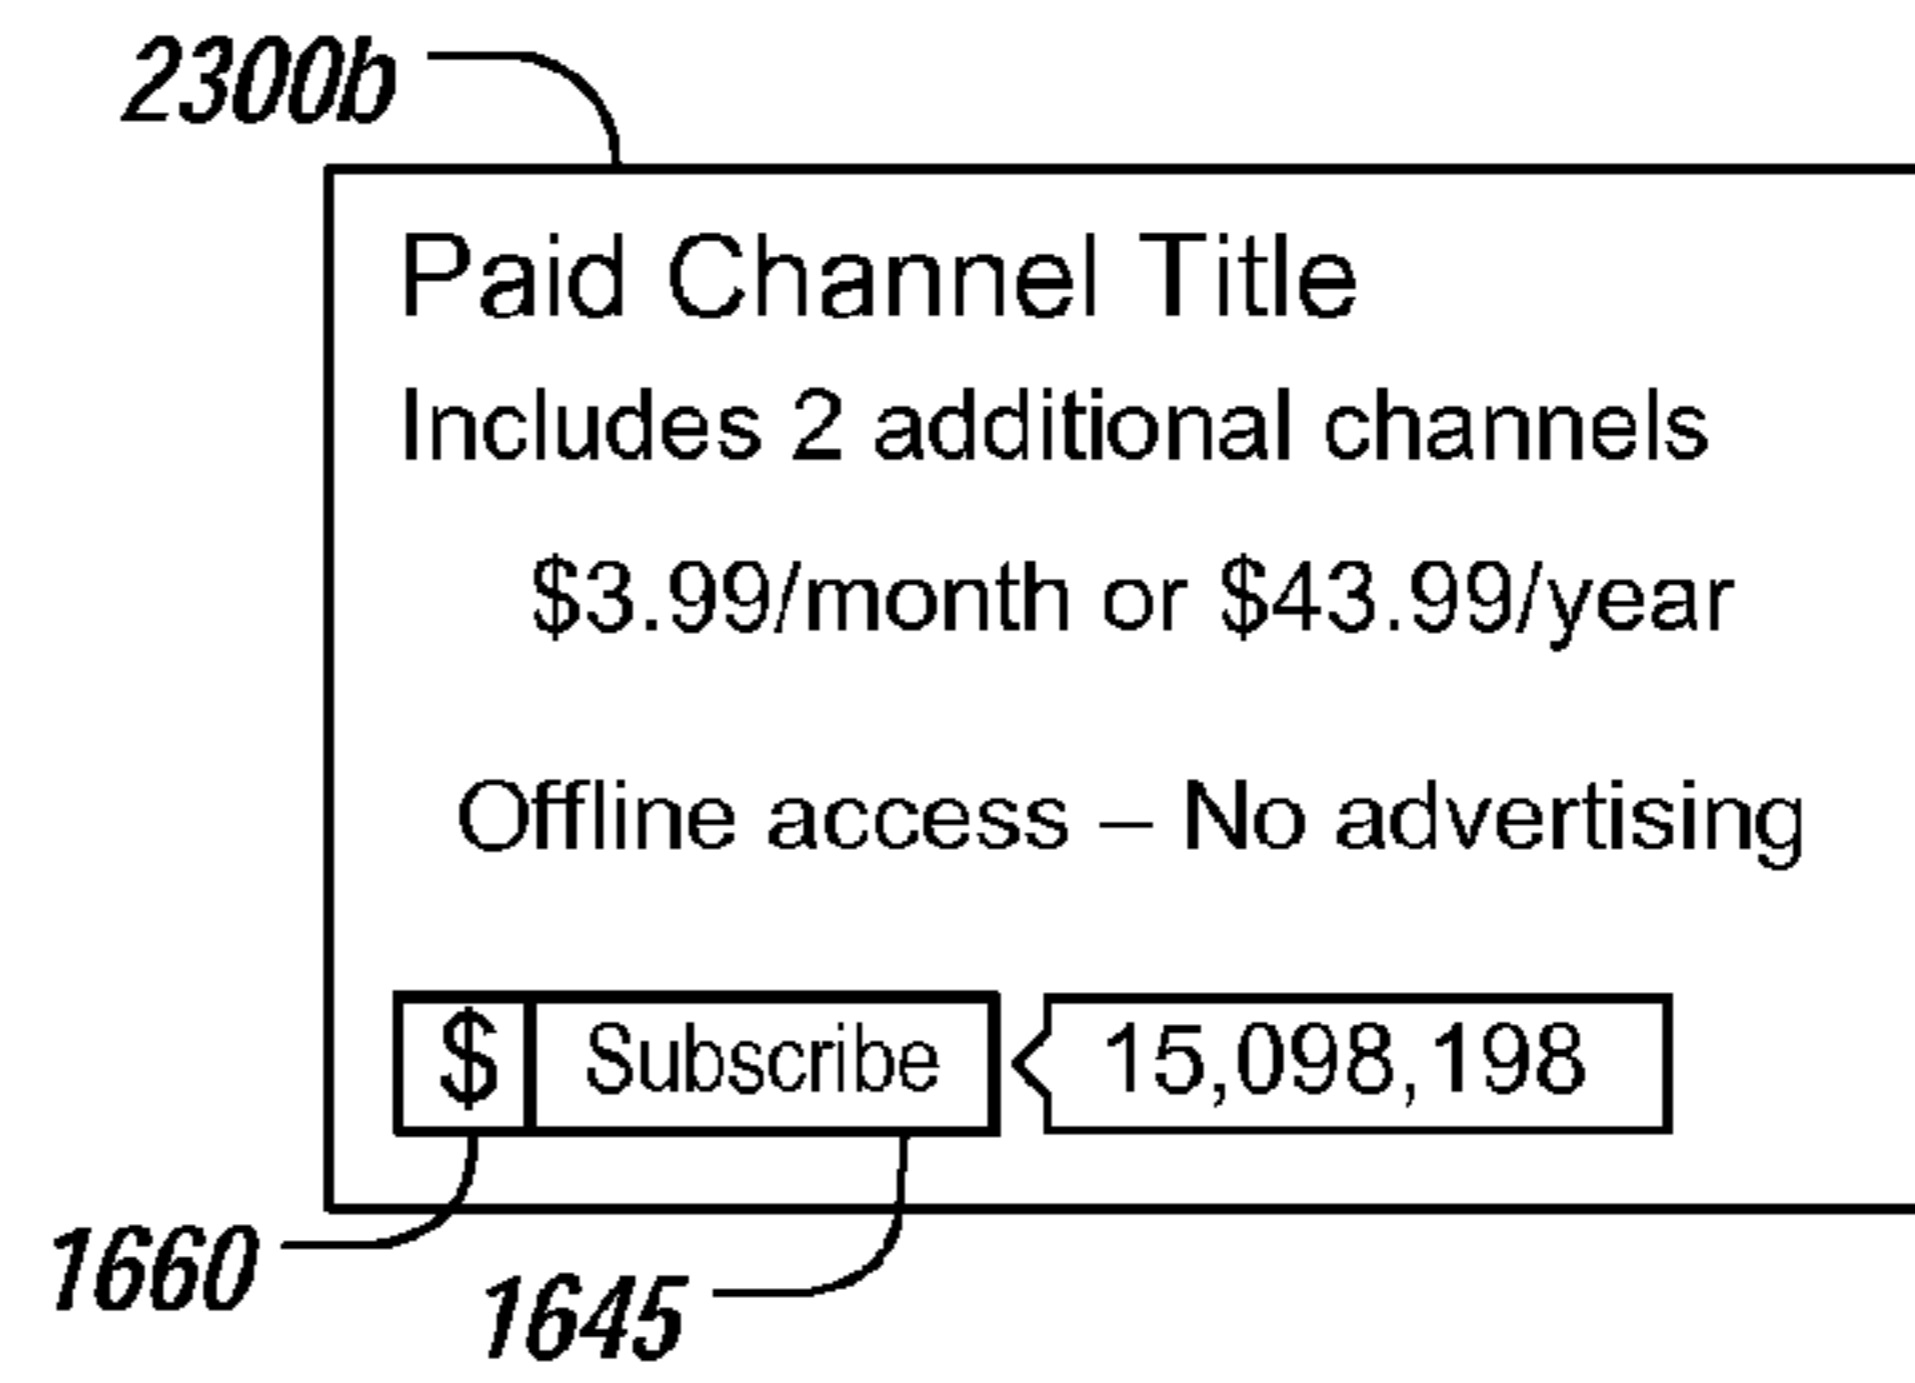 2300b
Paid Channel Title
Includes 2 additional channels
$3.99/month or $43.99/year
Offline access – No advertising
$ Subscribe 15,098,198
1660
1645